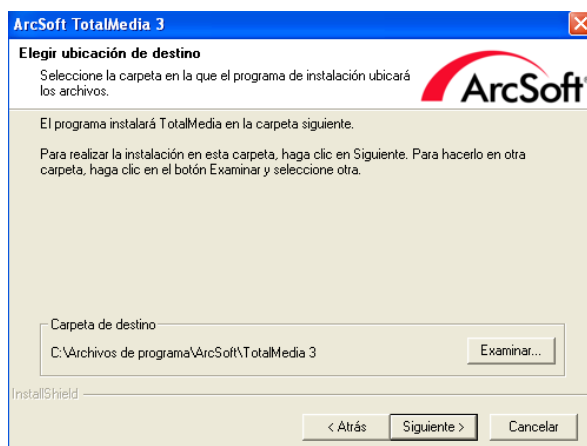 ArcSoft TotalMedia 3
Elegir ubicación de destino
Seleccione la carpeta en la que el programa de instalación ubicará
los archivos.
ArcSoft
El programa instalará TotalMedia en la carpeta siguiente.
Para realizar la instalación en esta carpeta, haga clic en Siguiente. Para hacerlo en otra
carpeta, haga clic en el botón Examinar y seleccione otra.
Carpeta de destino
C:\Archivos de programa\ArcSoft\TotalMedia 3
Examinar...
InstallShield
< Atrás
Siguiente >
Cancelar